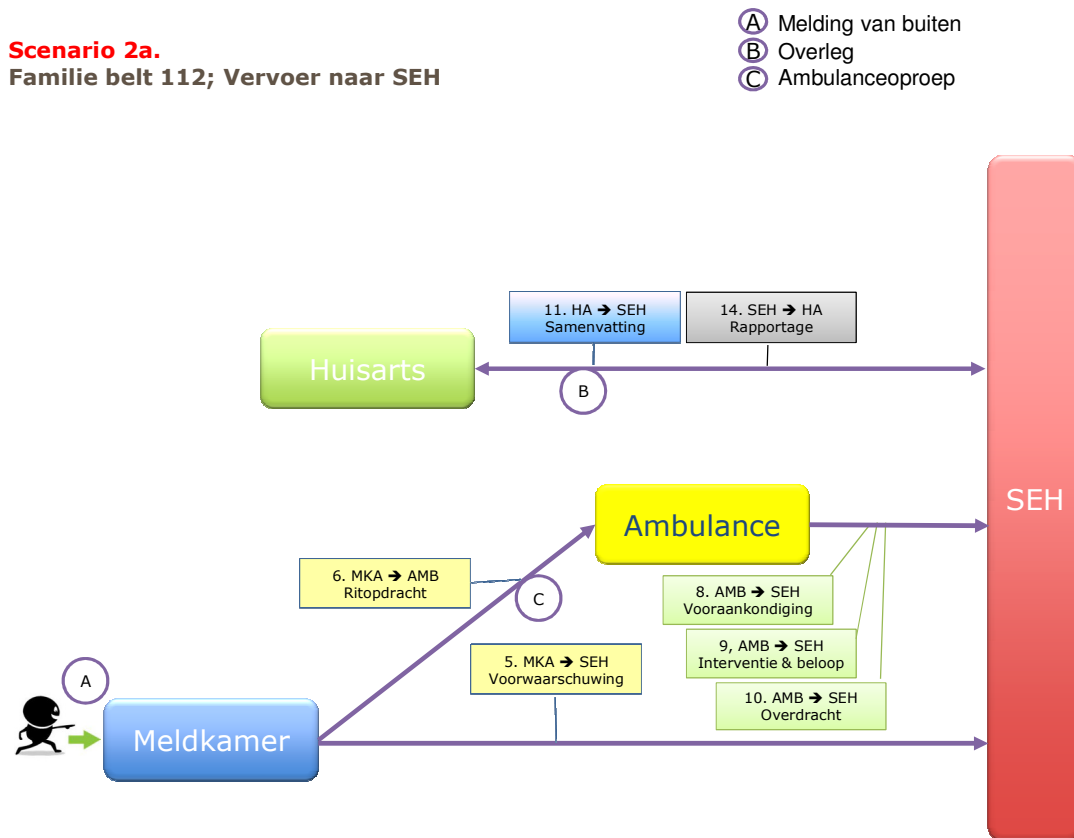 Scenario 2a.
Familie belt 112; Vervoer naar SEH
A Melding van buiten
B Overleg
C Ambulanceoproep
11. HA ➔ SEH
Samenvatting
14. SEH ➔ HA
Rapportage
Huisarts
B
SEH
Ambulance
6. MKA ➔ AMB
Ritopdracht
C
8. AMB ➔ SEH
Vooraankondiging
9, AMB ➔ SEH
Interventie & beloop
10. AMB ➔ SEH
Overdracht
5. MKA ➔ SEH
Voorwaarschuwing
A
Meldkamer